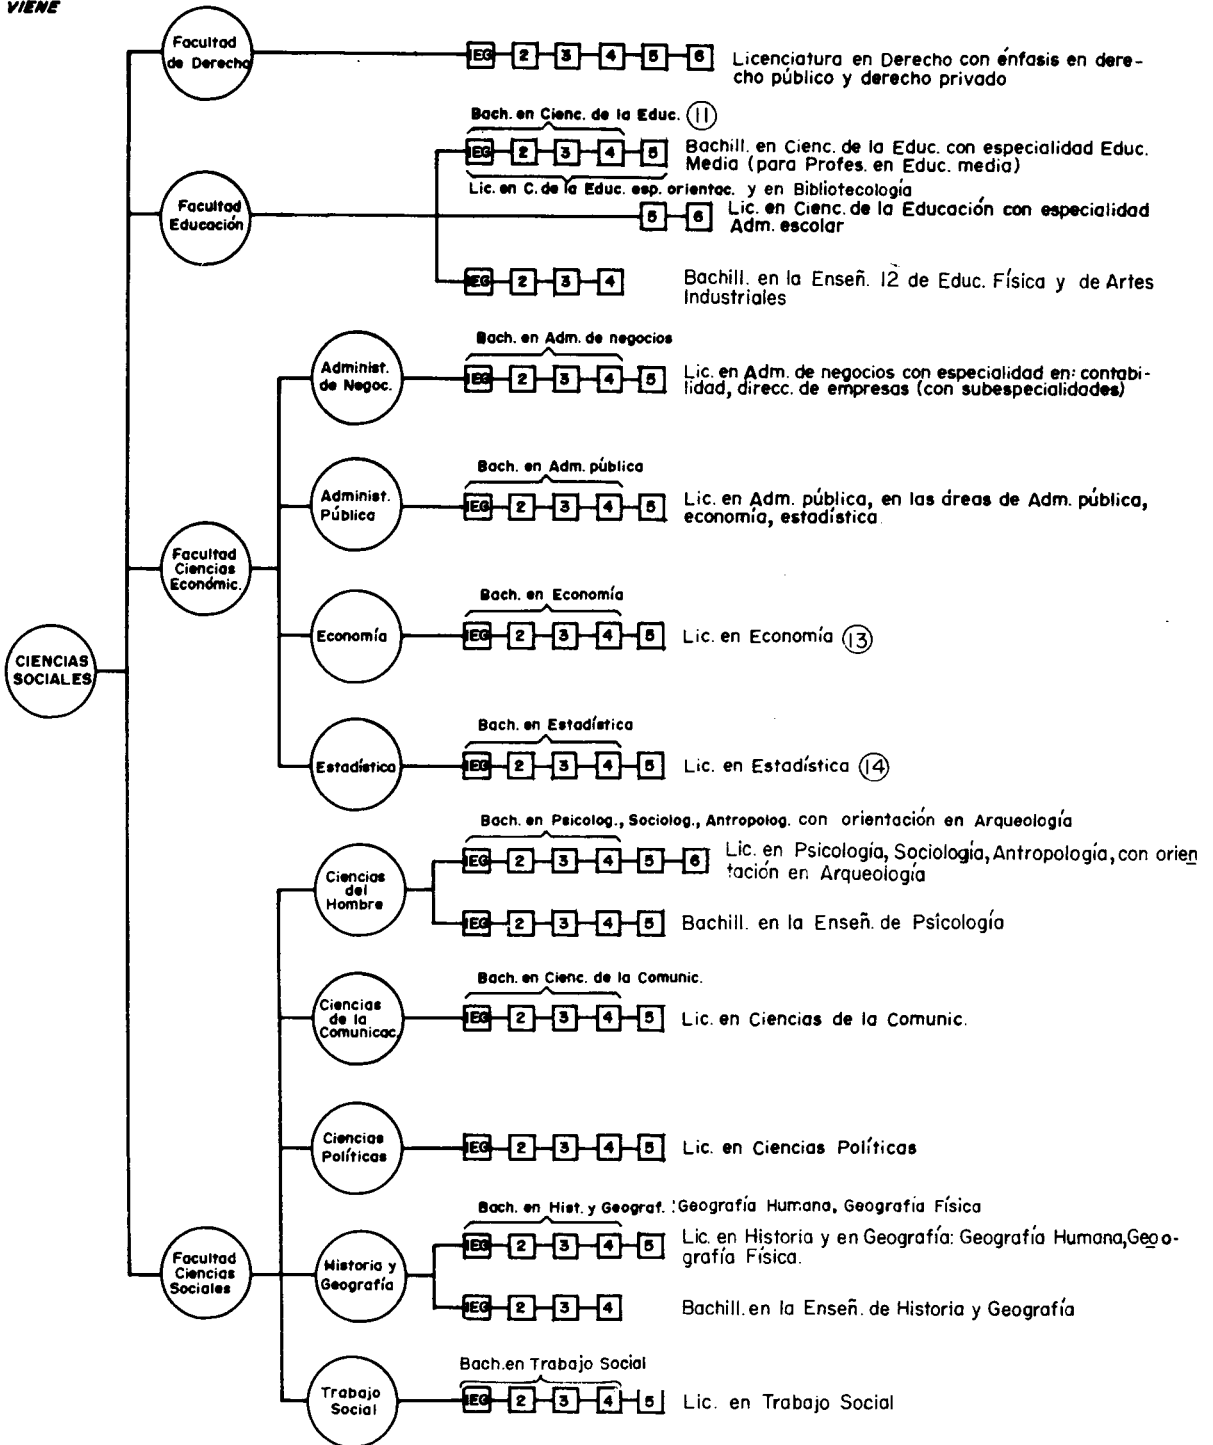 VIENE
Facultad
de Derecho
IEG 2 3 4 5 6
Licenciatura en Derecho con énfasis en dere-
cho público y derecho privado
Bach. en Cienc. de la Educ. 11
IEG 2 3 4 5
Bachill. en Cienc. de la Educ. con especialidad Educ.
Media (para Profes. en Educ. media)
Lic. en C. de la Educ. esp. orientac. y en Bibliotecología
Facultad
Educación
5 6
Lic. en Cienc. de la Educación con especialidad
Adm. escolar
IEG 2 3 4
Bachill. en la Enseñ. 12 de Educ. Física y de Artes
Industriales
Bach. en Adm. de negocios
Administ.
de Negoc.
IEG 2 3 4 5
Lic. en Adm. de negocios con especialidad en: contabi-
lidad, direcc. de empresas (con subespecialidades)
Bach. en Adm. pública
Administ.
Pública
IEG 2 3 4 5
Lic. en Adm. pública, en las áreas de Adm. pública,
economía, estadística
Facultad
Ciencias
Económic.
Bach. en Economía
Economía
IEG 2 3 4 5
Lic. en Economía 13
CIENCIAS
SOCIALES
Bach. en Estadística
Estadística
IEG 2 3 4 5
Lic. en Estadística 14
Bach. en Psicolog., Sociolog., Antropolog. con orientación en Arqueología
IEG 2 3 4 5 6
Lic. en Psicología, Sociología, Antropología, con orien
tación en Arqueología
Ciencias
del
Hombre
IEG 2 3 4 5
Bachill. en la Enseñ. de Psicología
Bach. en Cienc. de la Comunic.
Ciencias
de la
Comunicac.
IEG 2 3 4 5
Lic. en Ciencias de la Comunic.
Ciencias
Políticas
IEG 2 3 4 5
Lic. en Ciencias Políticas
Bach. en Hist. y Geograf. : Geografía Humana, Geografía Física
IEG 2 3 4 5
Lic. en Historia y en Geografía: Geografía Humana, Geoo-
grafía Física.
Facultad
Ciencias
Sociales
Historia y
Geografía
IEG 2 3 4
Bachill. en la Enseñ. de Historia y Geografía
Bach. en Trabajo Social
Trabajo
Social
IEG 2 3 4 5
Lic. en Trabajo Social